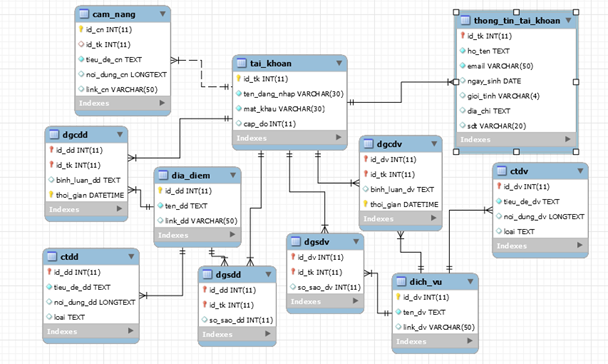 cam_nang
id_cn INT(11)
id_tk INT(11)
tieu_de_cn TEXT
noi_dung_cn LONGTEXT
link_cn VARCHAR(50)
Indexes
tai_khoan
id_tk INT(11)
ten_dang_nhap VARCHAR(30)
mat_khau VARCHAR(30)
cap_do INT(11)
Indexes
thong_tin_tai_khoan
id_tk INT(11)
ho_ten TEXT
email VARCHAR(50)
ngay_sinh DATE
gioi_tinh VARCHAR(4)
dia_chi TEXT
sdt VARCHAR(20)
Indexes
dgcdd
id_dd INT(11)
id_tk INT(11)
binh_luan_dd TEXT
thoi_gian DATETIME
Indexes
dia_diem
id_dd INT(11)
ten_dd TEXT
link_dd VARCHAR(50)
Indexes
dgcdv
id_dv INT(11)
id_tk INT(11)
binh_luan_dv TEXT
thoi_gian DATETIME
Indexes
ctdv
id_dv INT(11)
tieu_de_dv TEXT
noi_dung_dv LONGTEXT
loai TEXT
Indexes
ctdd
id_dd INT(11)
tieu_de_dd TEXT
noi_dung_dd LONGTEXT
loai TEXT
Indexes
dgsdd
id_dd INT(11)
id_tk INT(11)
so_sao_dd INT(11)
Indexes
dgsdv
id_dv INT(11)
id_tk INT(11)
so_sao_dv INT(11)
Indexes
dich_vu
id_dv INT(11)
ten_dv TEXT
link_dv VARCHAR(50)
Indexes